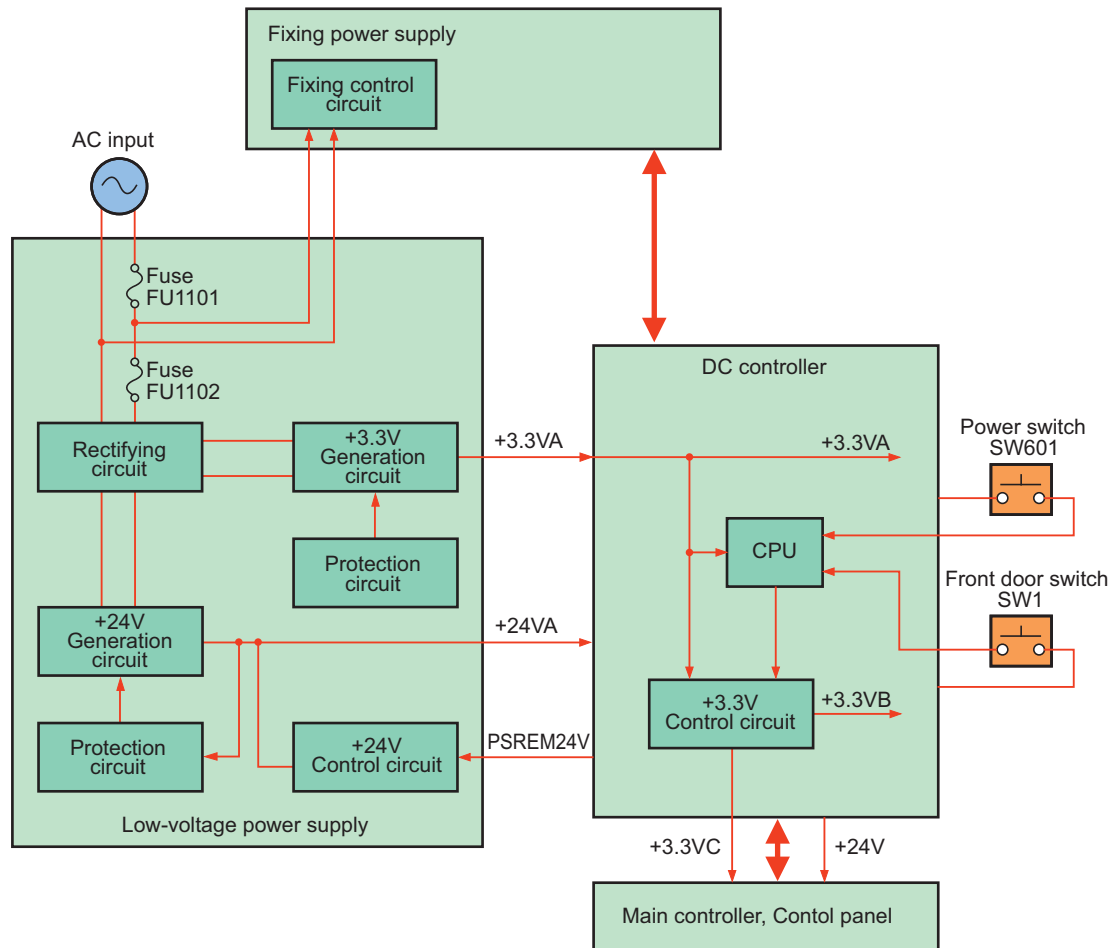 Fixing power supply
Fixing control
circuit
AC input
Fuse
FU1101
Fuse
FU1102
DC controller
Rectifying
circuit
+3.3V
Generation
circuit
+3.3VA
+3.3VA
Power switch
SW601
CPU
Protection
circuit
Front door switch
SW1
+24V
Generation
circuit
+24VA
+3.3V
Control circuit
+3.3VB
Protection
circuit
+24V
Control circuit
PSREM24V
Low-voltage power supply
+3.3VC
+24V
Main controller, Contol panel